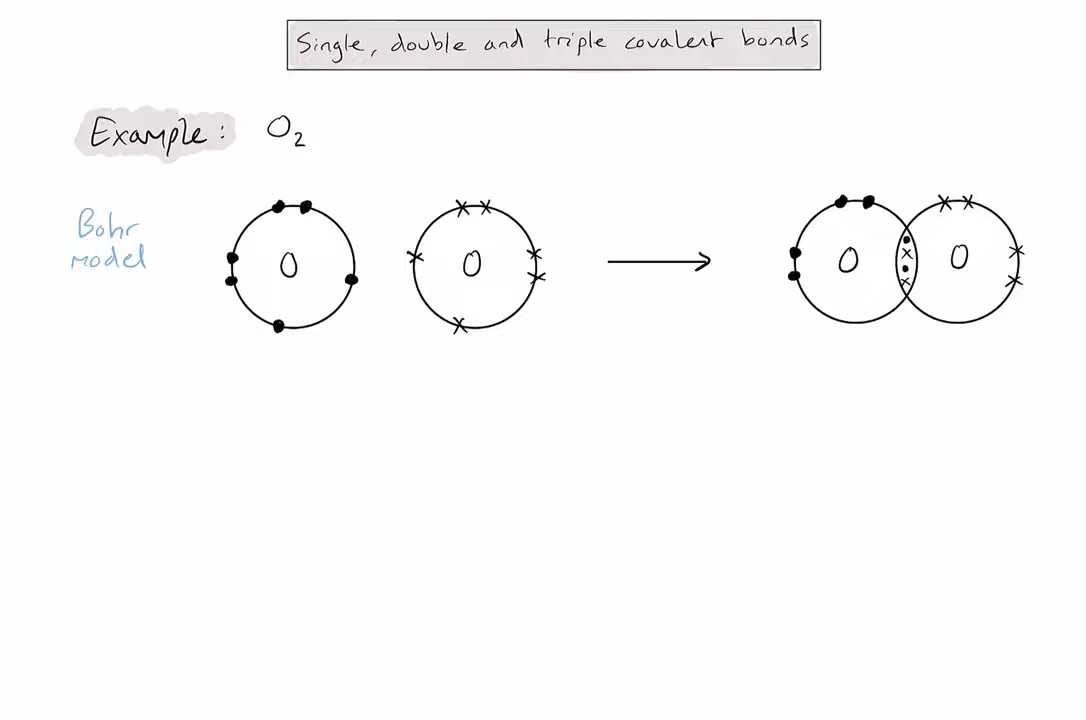 Single, double and triple covalent bonds
Example: O₂
Bohr
model
O O O O